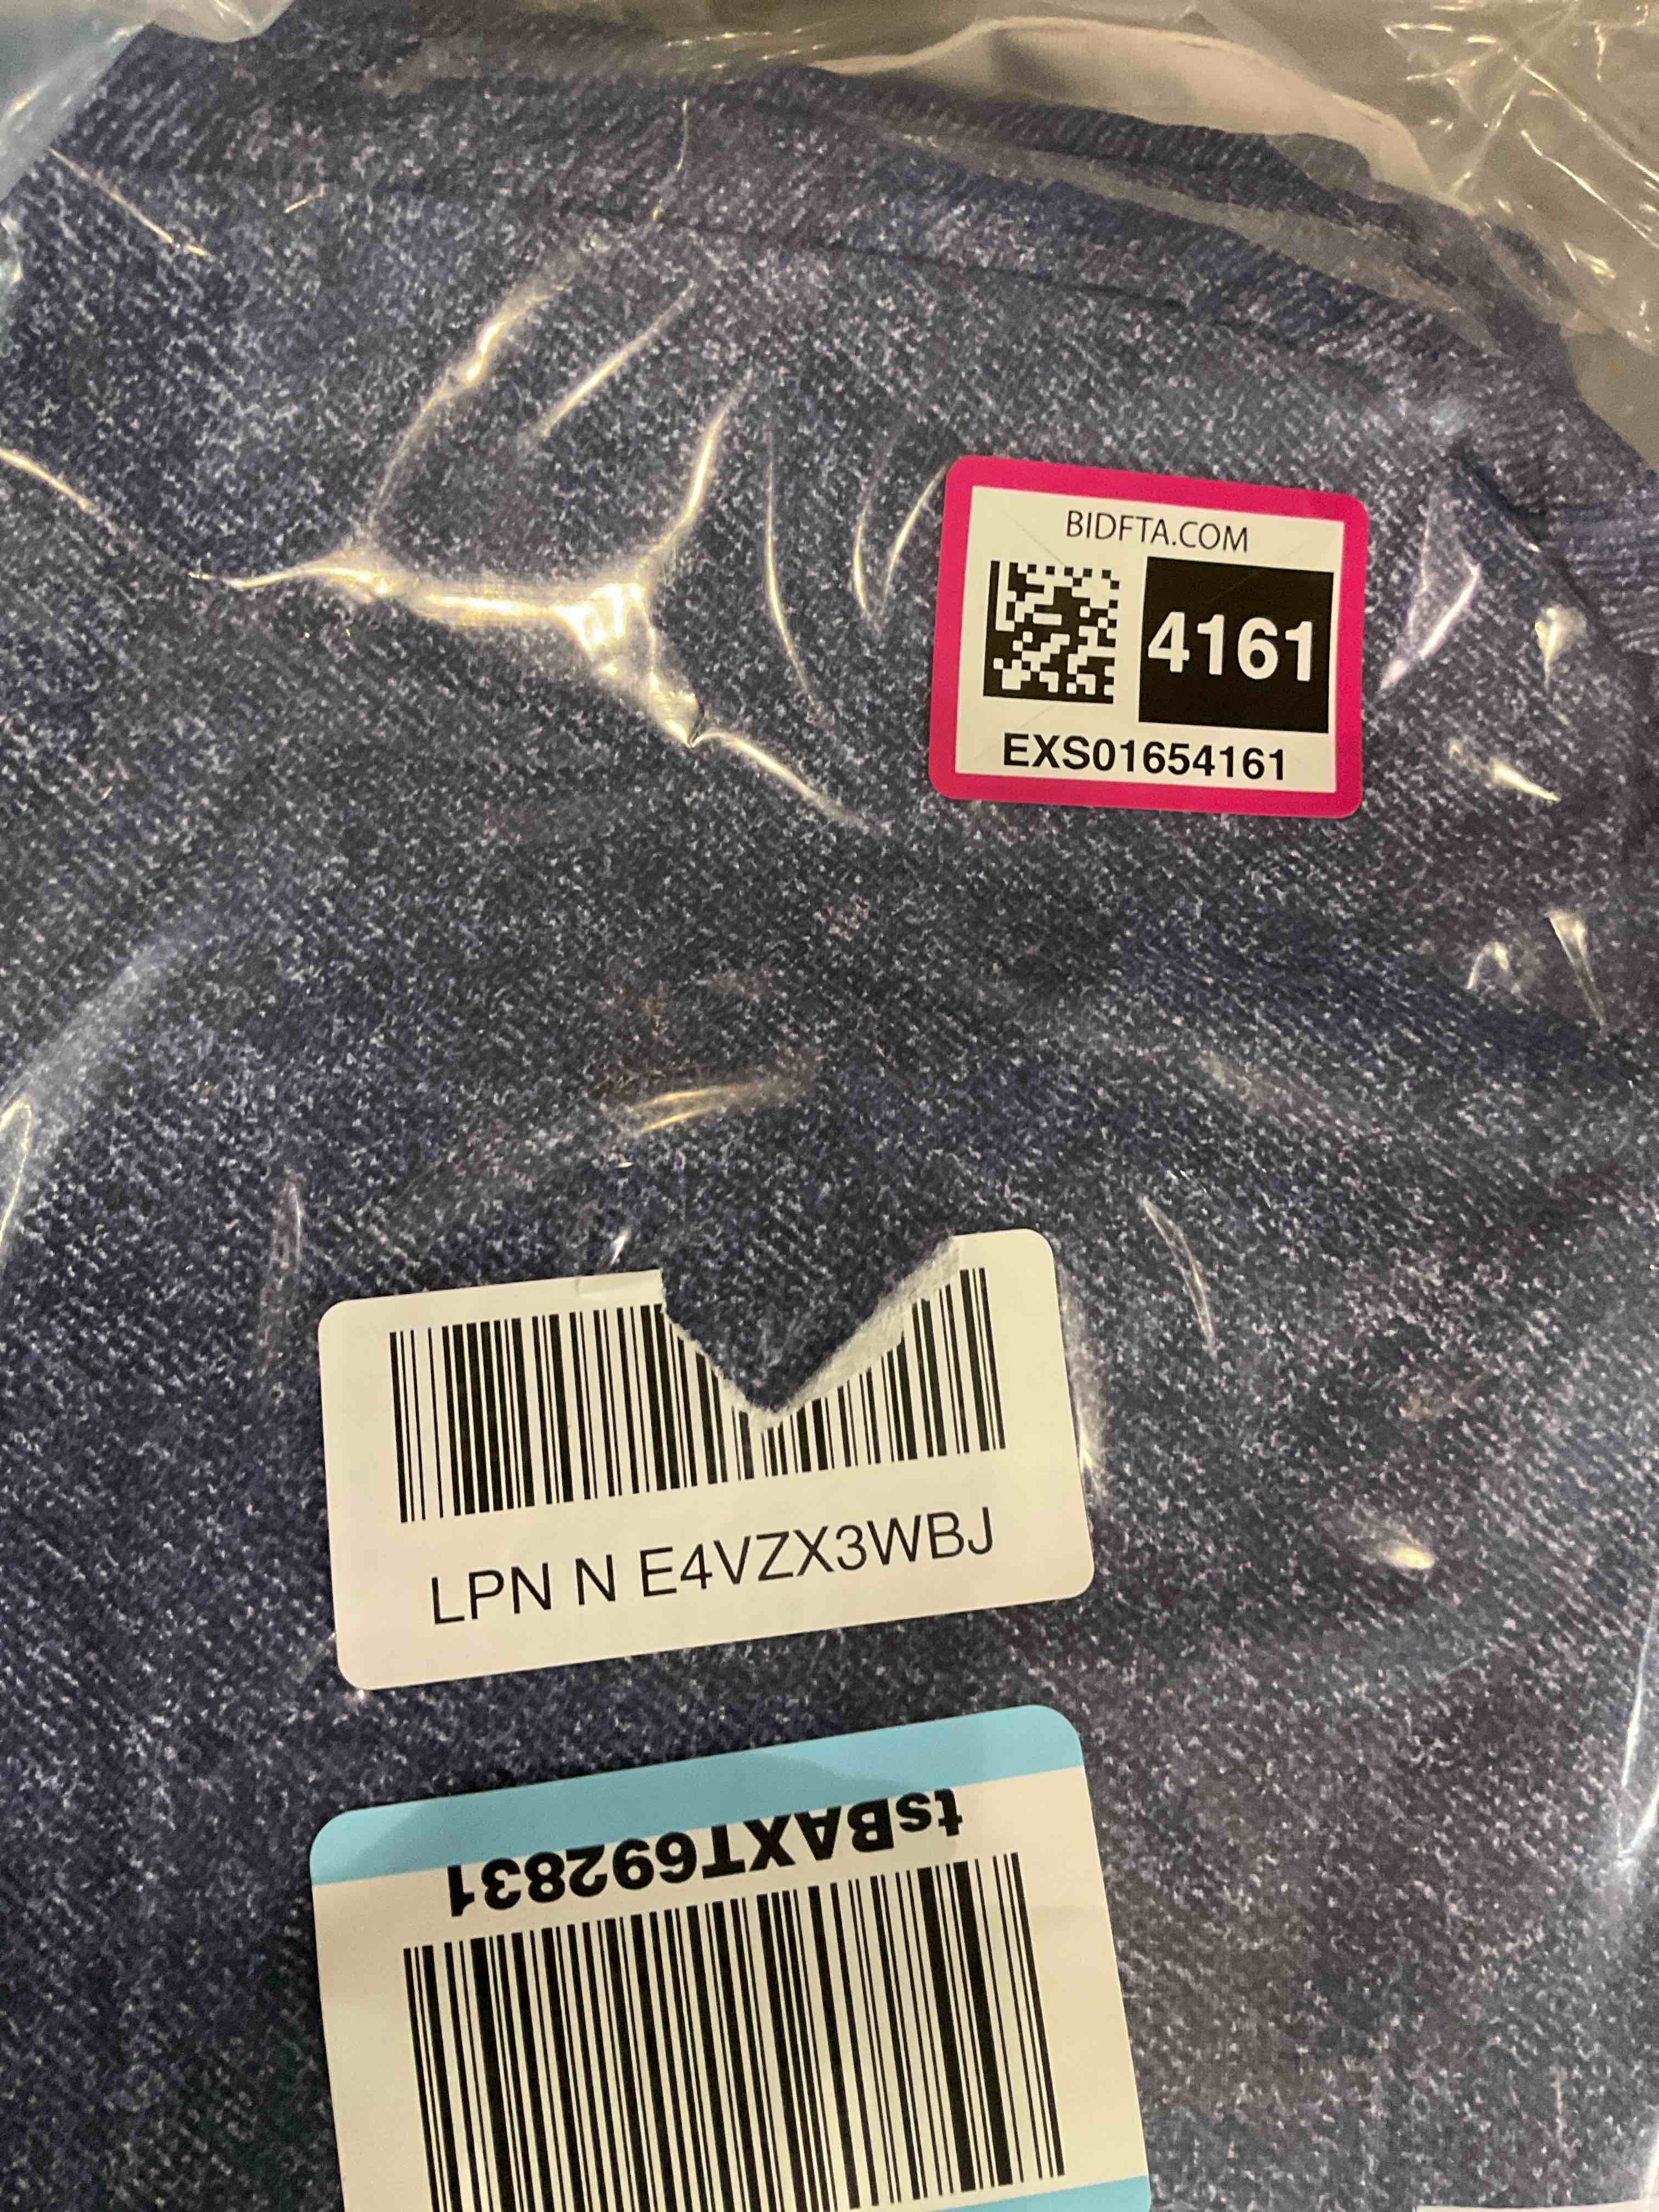 BIDFTA.COM
4161
EXS01654161
LPN N E4VZX3WBJ
tsBAXT692831